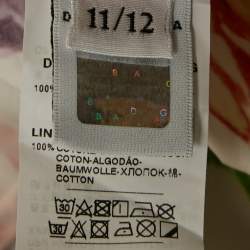 D A
11/12
D
100%
B A
E B A D G
LIN
100%
COTON-ALGODÃO-
BAUMWOLLE-ХЛОПОК-棉-
COTTON
30
30